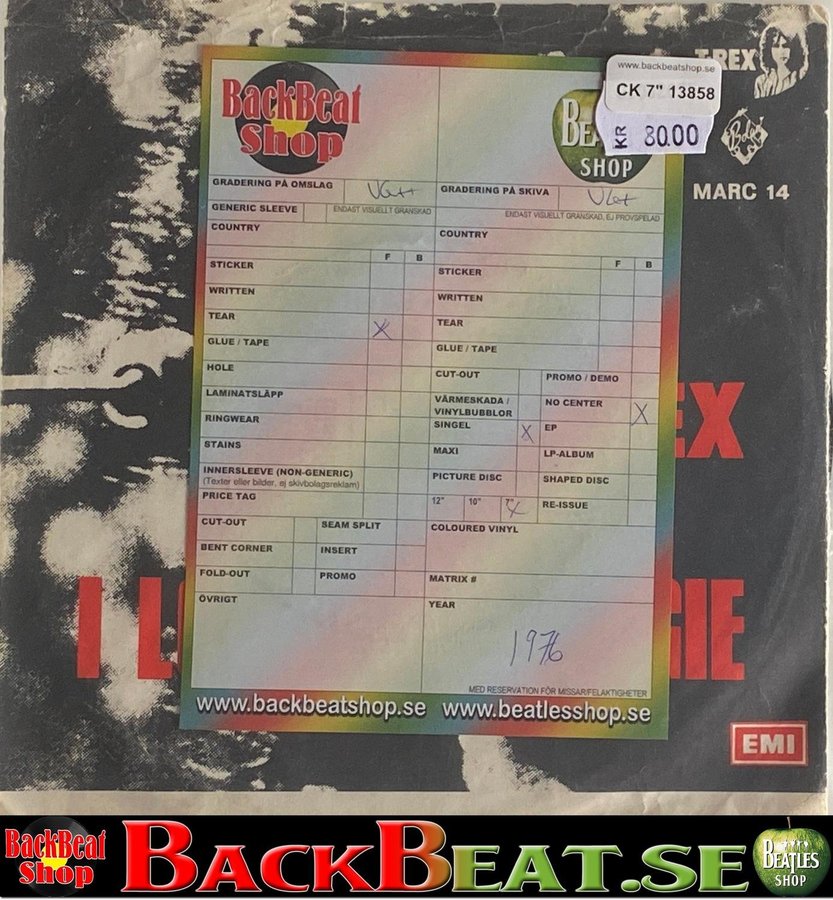 T.REX
www.backbeatshop.se
CK 7" 13858
KR 80.00
MARC 14
BackBeat
Shop
BE
SHOP
GRADERING PÅ OMSLAG VG++
GRADERING PÅ SKIVA
GENERIC SLEEVE ENDAST VISUELLT GRANSKAD
ENDAST VISUELLT GRANSKAD, EJ PROVSPELAD
COUNTRY
F B
STICKER
WRITTEN
TEAR X
GLUE / TAPE
HOLE
LAMINATSLÄPP
RINGWEAR
STAINS
INNERSLEEVE (NON-GENERIC)
(Texter eller bilder, ej skivbolagsreklam)
PRICE TAG
CUT-OUT SEAM SPLIT
BENT CORNER INSERT
FOLD-OUT PROMO
ÖVRIGT
COUNTRY
F B
STICKER
WRITTEN
TEAR
GLUE / TAPE
CUT-OUT PROMO / DEMO
VÄRMESKADA / VINYLBUBBLOR NO CENTER X
SINGEL X EP
MAXI LP-ALBUM
PICTURE DISC SHAPED DISC
12" 10" 7" X RE-ISSUE
COLOURED VINYL
MATRIX #
YEAR
1976
MED RESERVATION FÖR MISSAR/FELAKTIGHETER
www.backbeatshop.se www.beatlesshop.se
EX
I L
GIE
EMI
BackBeat
Shop
BACKBEAT.SE
BEATLES
SHOP